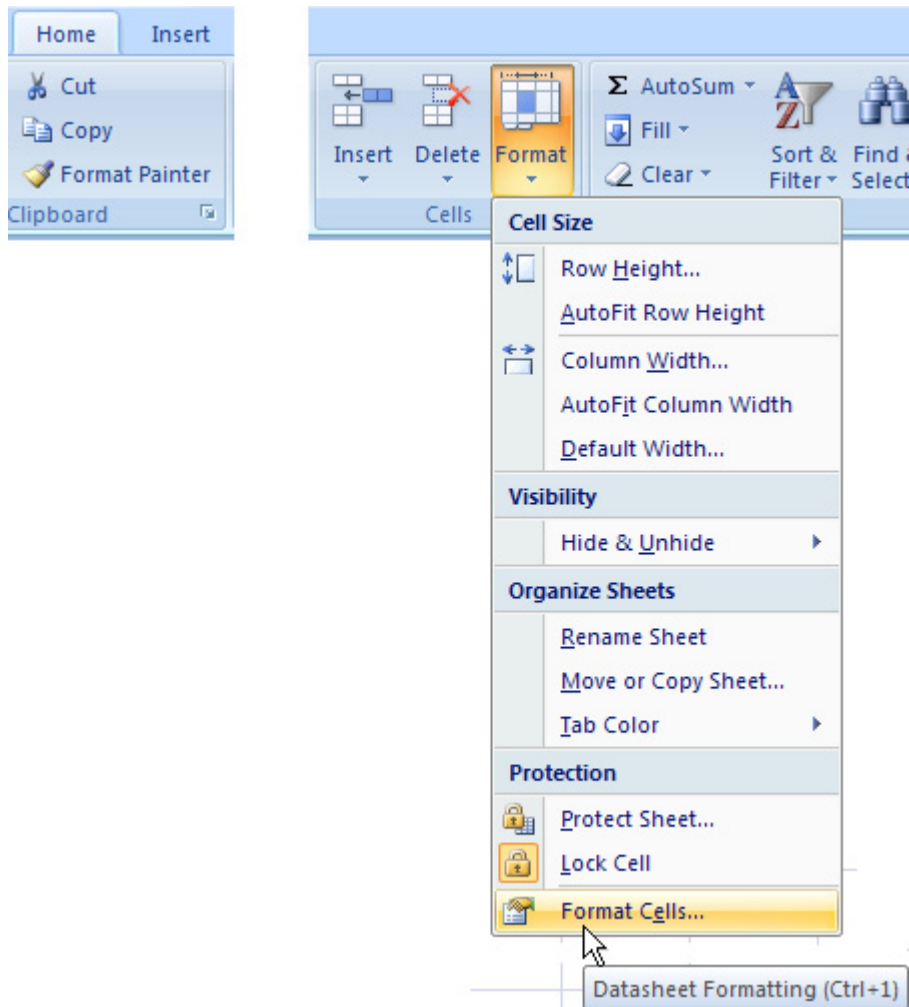 Home Insert
Cut
Copy
Format Painter
Clipboard
Insert Delete Format
Cells
Σ AutoSum
Fill
Clear
Sort &
Filter
Find &
Select
Cell Size
Row Height...
AutoFit Row Height
Column Width...
AutoFit Column Width
Default Width...
Visibility
Hide & Unhide
Organize Sheets
Rename Sheet
Move or Copy Sheet...
Tab Color
Protection
Protect Sheet...
Lock Cell
Format Cells...
Datasheet Formatting (Ctrl+1)